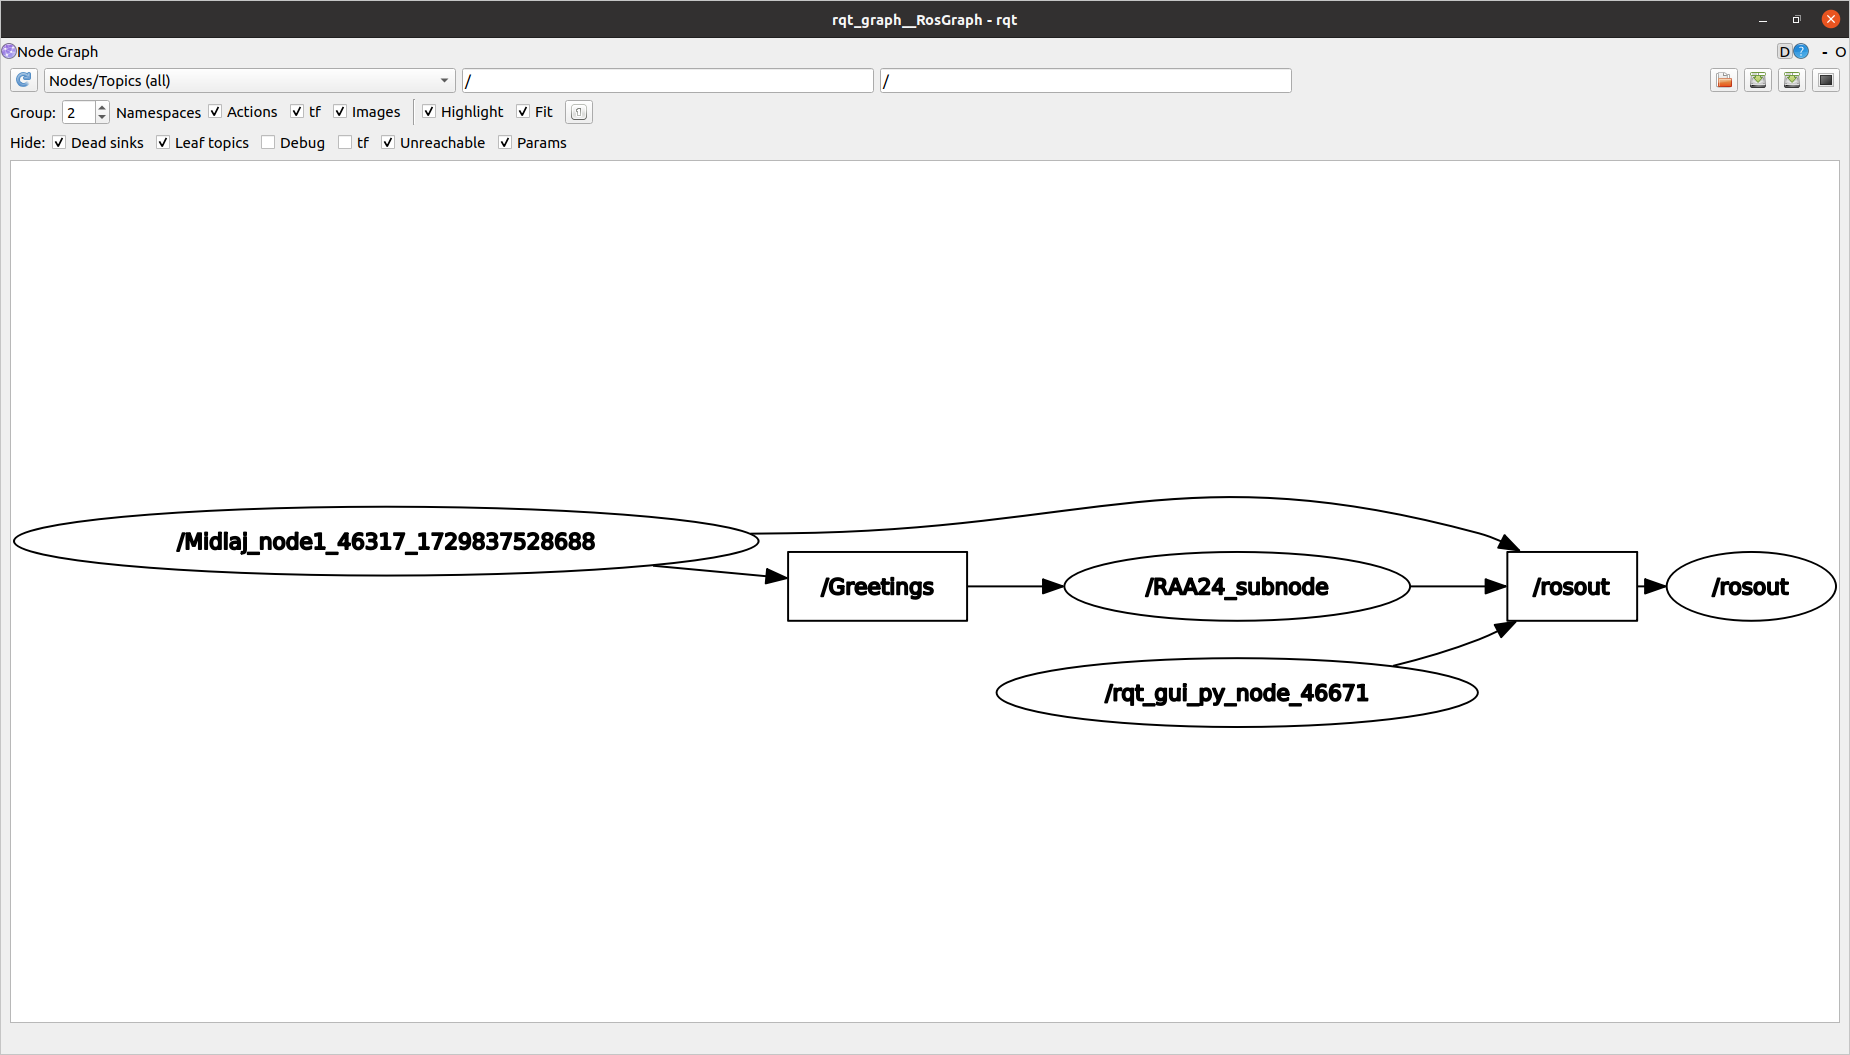 rqt_graph__RosGraph - rqt
Node Graph D ? - O
Nodes/Topics (all) / /
Group: 2 Namespaces Actions tf Images Highlight Fit
Hide: Dead sinks Leaf topics Debug tf Unreachable Params
/Midlaj_node1_46317_1729837528688
/Greetings /RAA24_subnode /rosout /rosout
/rqt_gui_py_node_46671